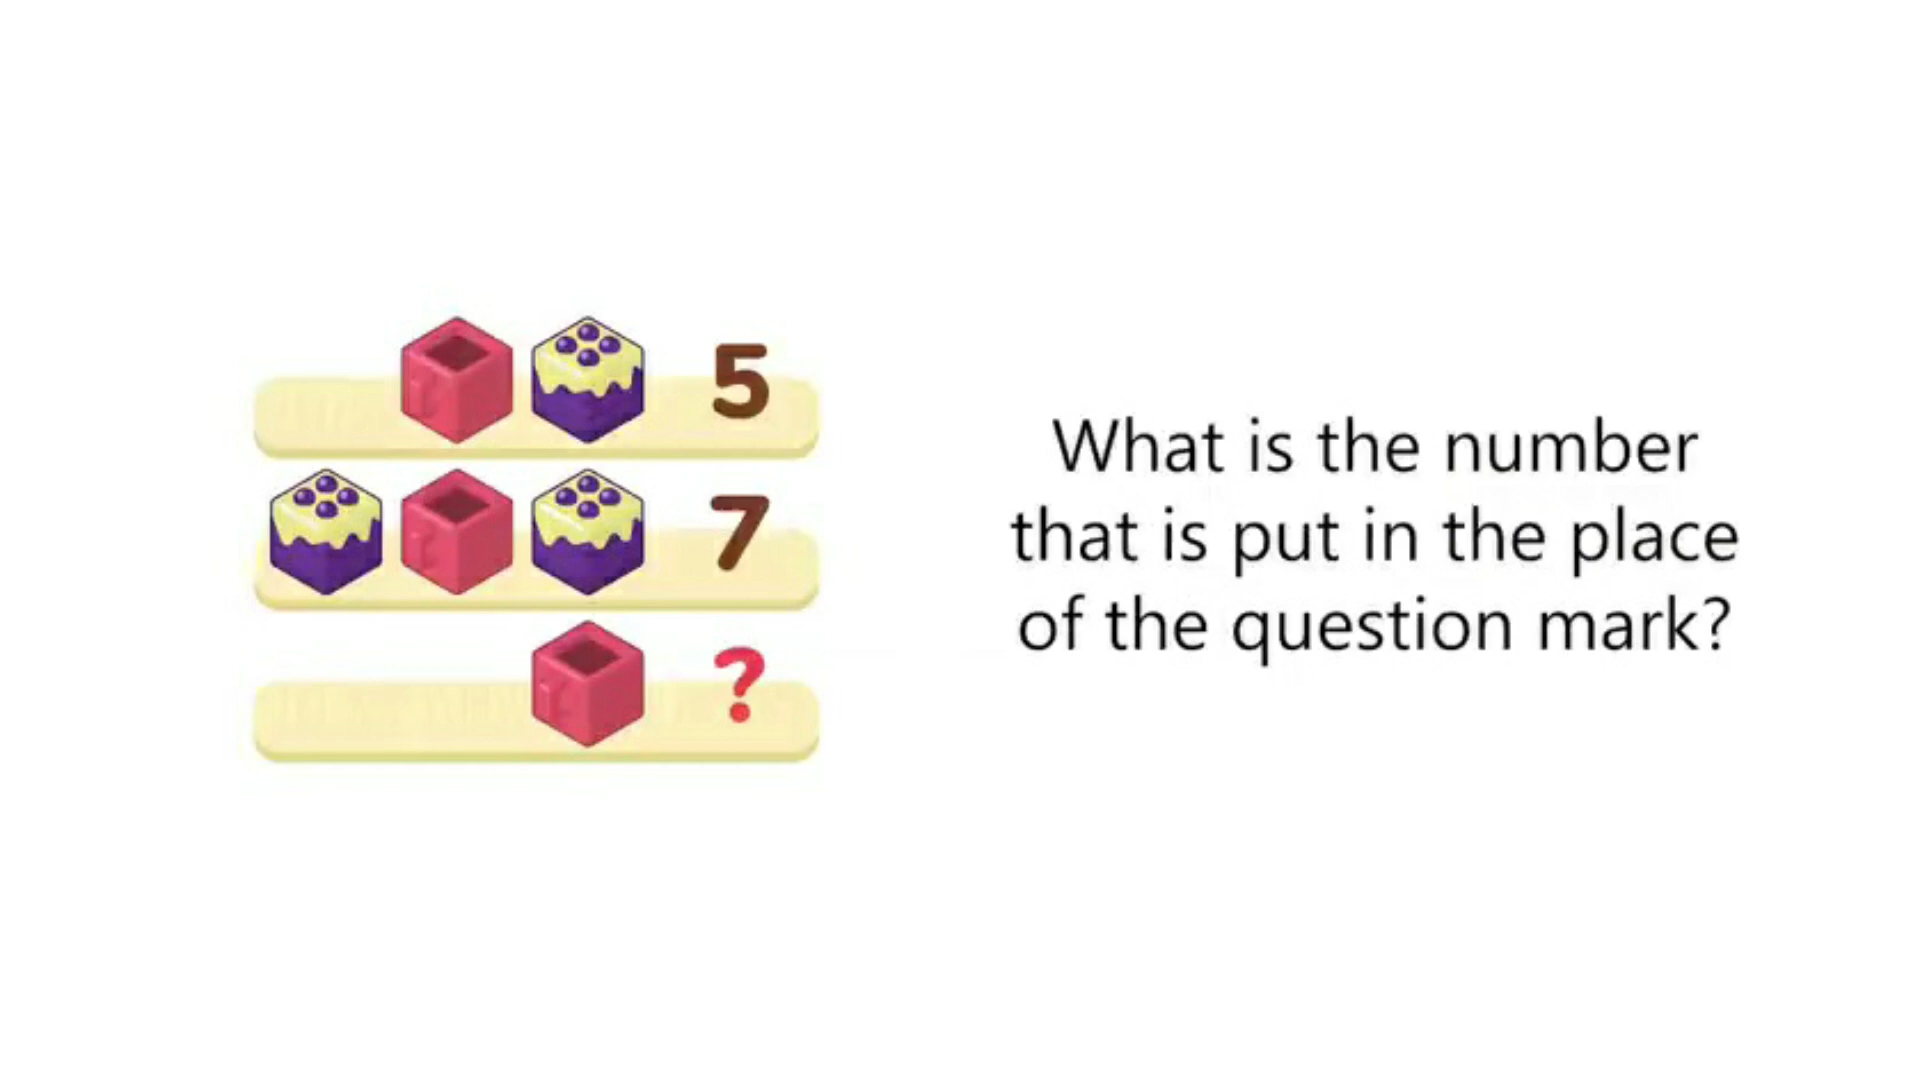 5
7
?
What is the number
that is put in the place
of the question mark?